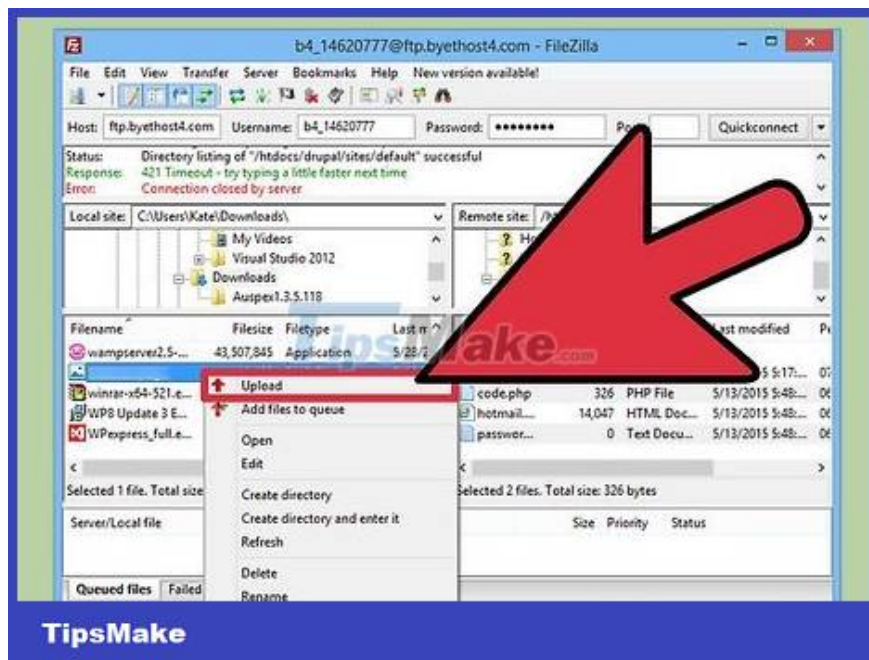 b4_14620777@ftp.byethost4.com - FileZilla
File Edit View Transfer Server Bookmarks Help New version available!
Host: ftp.byethost4.com Username: b4_14620777 Password: ●●●●●●●● Quickconnect
Status: Directory listing of "/htdocs/drupal/sites/default" successful
Response: 421 Timeout - try typing a little faster next time
Error: Connection closed by server
Local site: C:\Users\Kate\Downloads\ Remote site:
My Videos
Visual Studio 2012
Downloads
Auspex1.3.5.118
Filename Filesize Filetype Last m Last modified
TipsMake.com
wampserver2.5-... 43,507,845 Application
winrar-x64-521.e...
WP8 Update 3 E...
WPexpress_full.e...
Upload
Add files to queue
Open
Edit
Create directory
Create directory and enter it
Refresh
Delete
Rename
5:17:...
code.php 326 PHP File 5/13/2015 5:48:...
hotmail.... 14,047 HTML Doc... 5/13/2015 5:48:...
passwor... 0 Text Docu... 5/13/2015 5:48:...
Selected 1 file. Total size Selected 2 files. Total size: 326 bytes
Server/Local file Size Priority Status
Queued files Failed
TipsMake